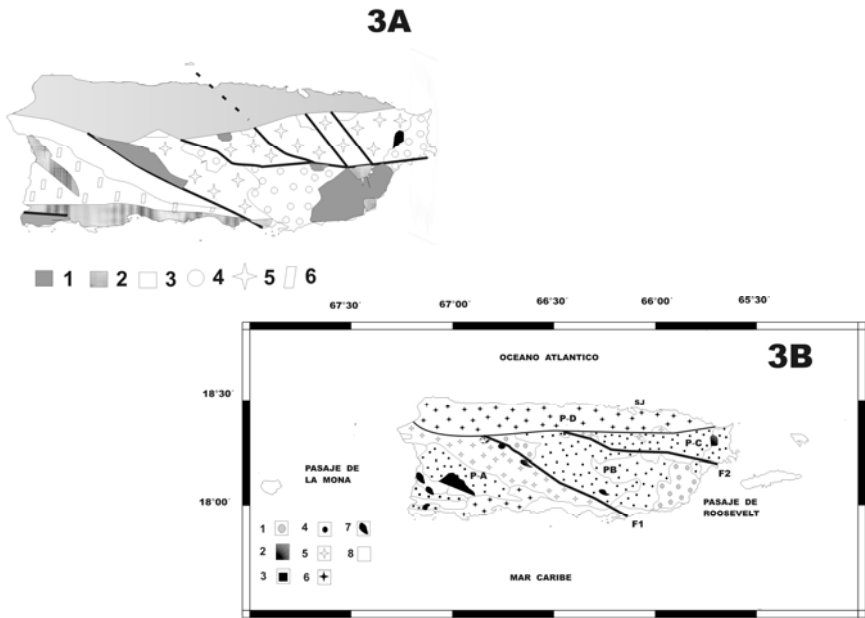 3A
1 2 3 4 5 6
67°30´ 67°00´ 66°30´ 66°00´ 65°30´
3B
OCEANO ATLANTICO
18°30´
SJ
P-D
P-C
PASAJE DE
LA MONA
P-A
PB
F2
18°00´
PASAJE DE
ROOSEVELT
F1
1 4 7
2 5 8
3 6
MAR CARIBE